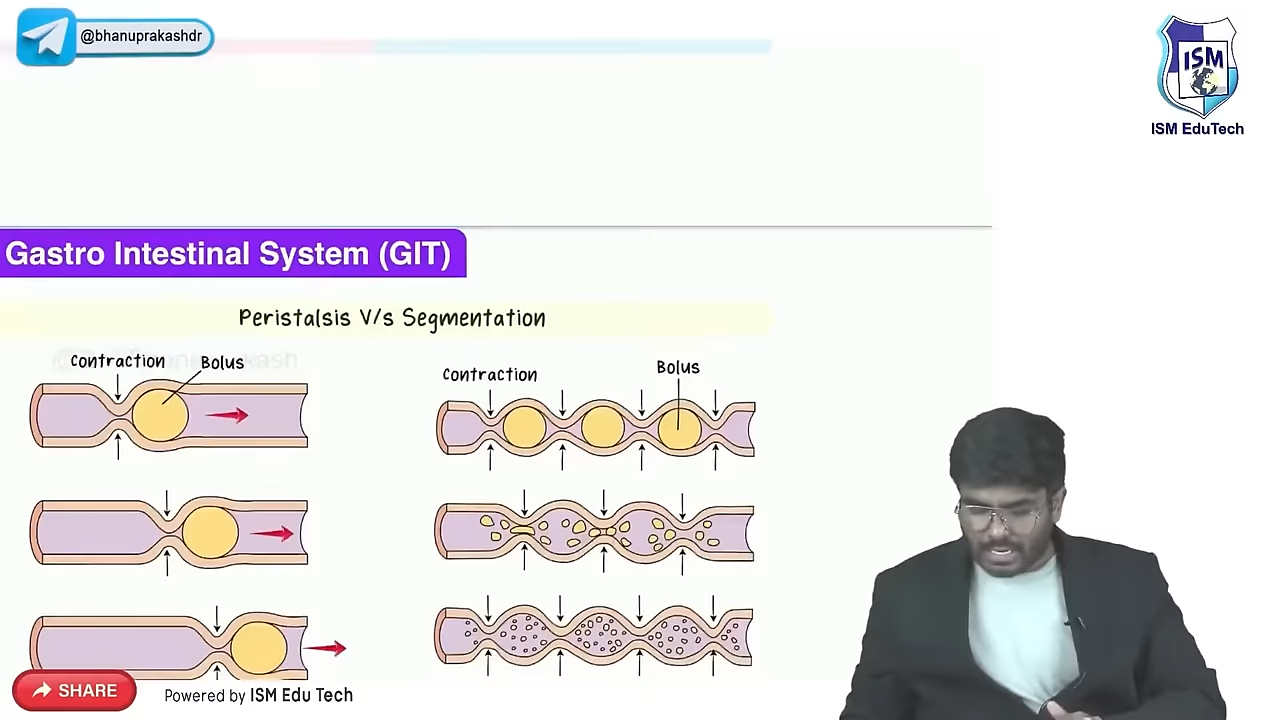 @bhanuprakashdr
ISM
ISM EduTech
Gastro Intestinal System (GIT)
Peristalsis V/s Segmentation
Contraction
Bolus
Contraction
Bolus
SHARE
Powered by ISM Edu Tech